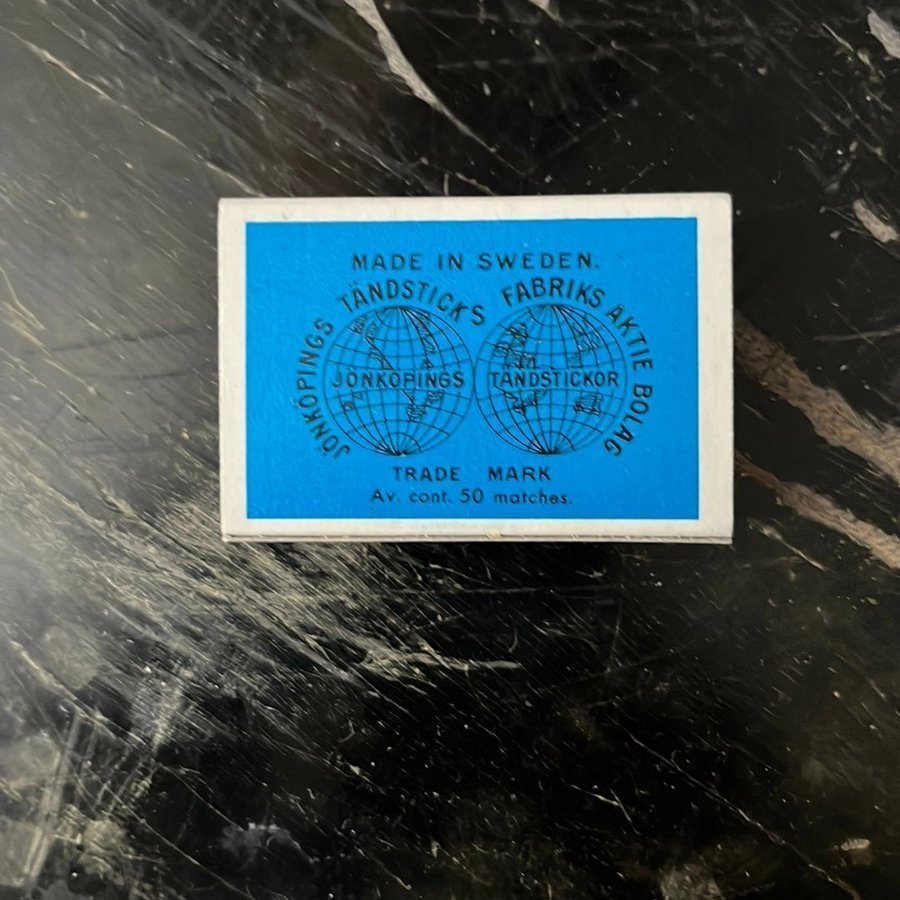 MADE IN SWEDEN.
JÖNKÖPINGS TÄNDSTICKS FABRIKS AKTIE BOLAG
JÖNKÖPINGS TÄNDSTICKOR
TRADE MARK
Av. cont. 50 matches.